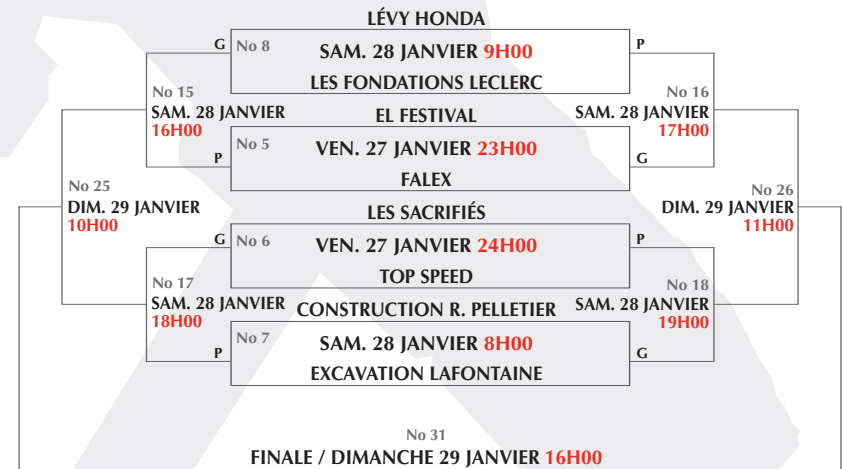 LÉVY HONDA
G No 8 SAM. 28 JANVIER 9H00 P
LES FONDATIONS LECLERC
No 15
SAM. 28 JANVIER
16H00
No 16
SAM. 28 JANVIER
17H00
EL FESTIVAL
P No 5 VEN. 27 JANVIER 23H00 G
FALEX
No 25
DIM. 29 JANVIER
10H00
No 26
DIM. 29 JANVIER
11H00
LES SACRIFIÉS
G No 6 VEN. 27 JANVIER 24H00 P
TOP SPEED
No 17
SAM. 28 JANVIER
18H00
No 18
SAM. 28 JANVIER
19H00
CONSTRUCTION R. PELLETIER
P No 7 SAM. 28 JANVIER 8H00 G
EXCAVATION LAFONTAINE
No 31
FINALE / DIMANCHE 29 JANVIER 16H00